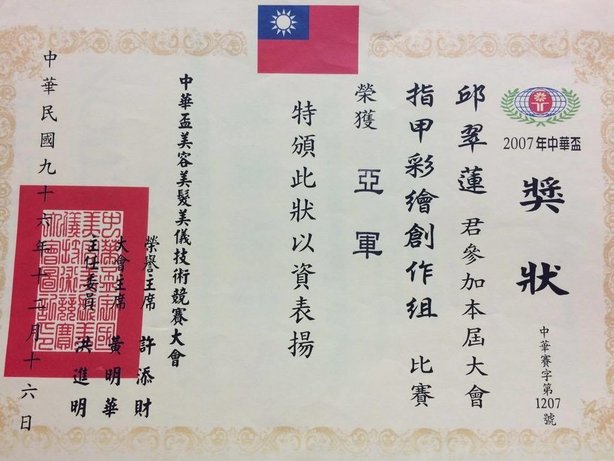 2007年中華盃
獎狀
中華賽字第1207號
邱翠蓮 君參加本屆大會
指甲彩繪創作組 比賽
榮獲 亞軍
特頒此狀以資表揚
中華盃美容美髮美儀技術競賽大會
榮譽主席 許添財
大會主席 黃明華
主任委員 洪進明
中華民國九十六年十二月十六日